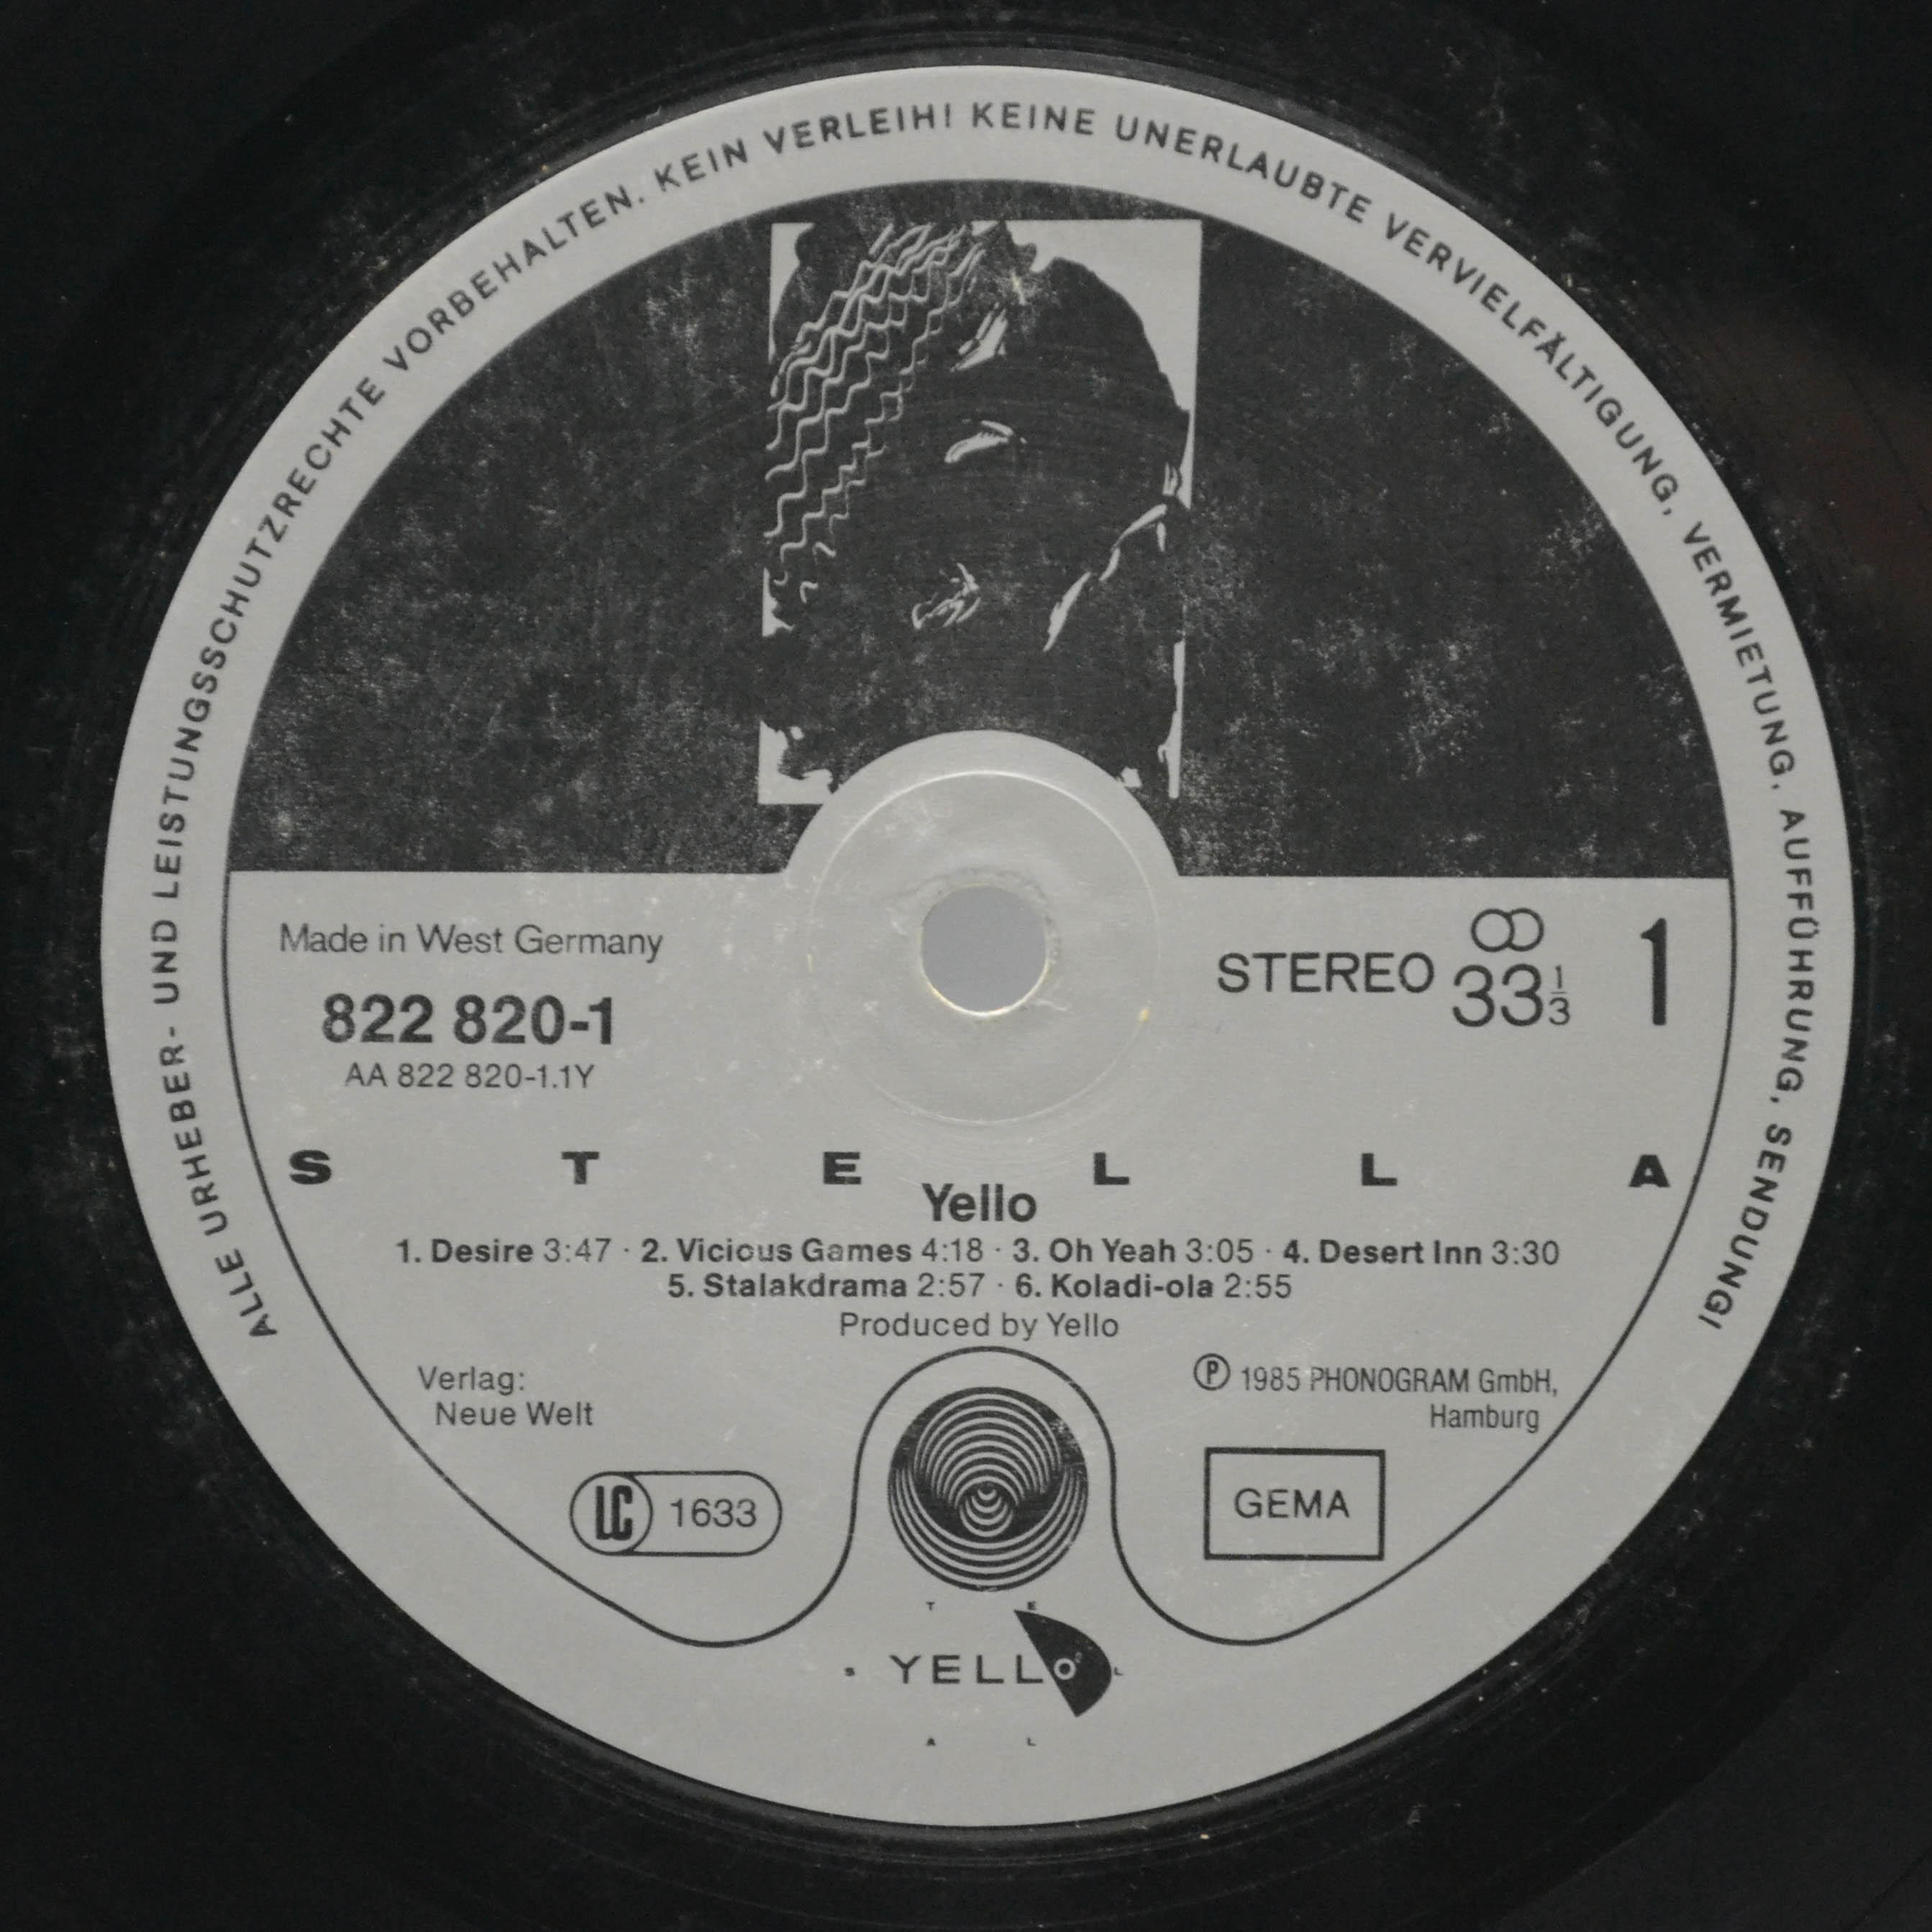 ALLE URHEBER- UND LEISTUNGSSCHUTZRECHTE VORBEHALTEN. KEIN VERLEIH! KEINE UNERLAUBTE VERVIELFÄLTIGUNG, VERMIETUNG, AUFFÜHRUNG, SENDUNG!
Made in West Germany
822 820-1
AA 822 820-1.1Y
STEREO 33 1/3
1
S T E L L A
Yello
1. Desire 3:47 · 2. Vicious Games 4:18 · 3. Oh Yeah 3:05 · 4. Desert Inn 3:30
5. Stalakdrama 2:57 · 6. Koladi-ola 2:55
Produced by Yello
Verlag:
Neue Welt
Ⓟ 1985 PHONOGRAM GmbH,
Hamburg
LC 1633
GEMA
T E
S YELLO² L
A L